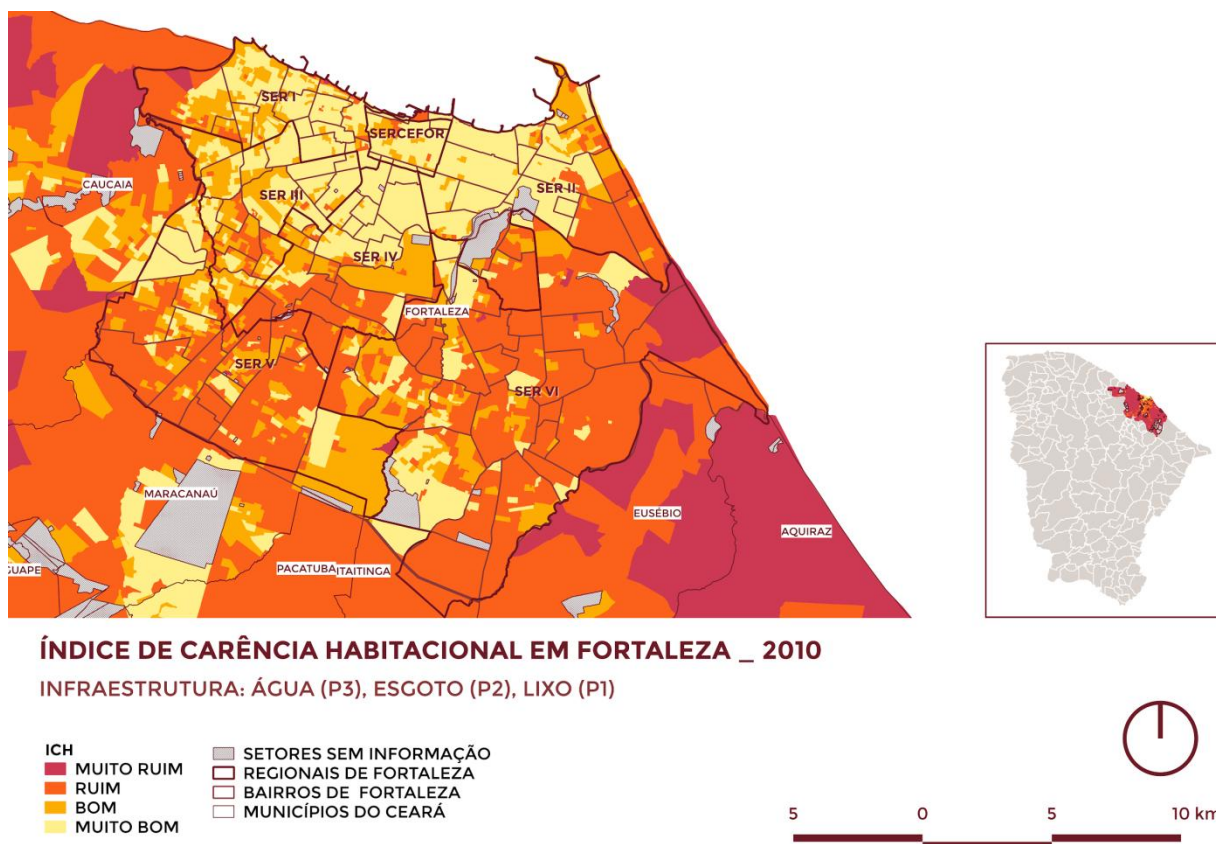 SER I
SERCEFOR
CAUCAIA
SER II
SER III
SER IV
FORTALEZA
SER V
SER VI
MARACANAÚ
EUSÉBIO
AQUIRAZ
GUAPE
PACATUBA
ITAITINGA
ÍNDICE DE CARÊNCIA HABITACIONAL EM FORTALEZA _ 2010
INFRAESTRUTURA: ÁGUA (P3), ESGOTO (P2), LIXO (P1)
ICH
MUITO RUIM
RUIM
BOM
MUITO BOM
SETORES SEM INFORMAÇÃO
REGIONAIS DE FORTALEZA
BAIRROS DE FORTALEZA
MUNICÍPIOS DO CEARÁ
5 0 5 10 km